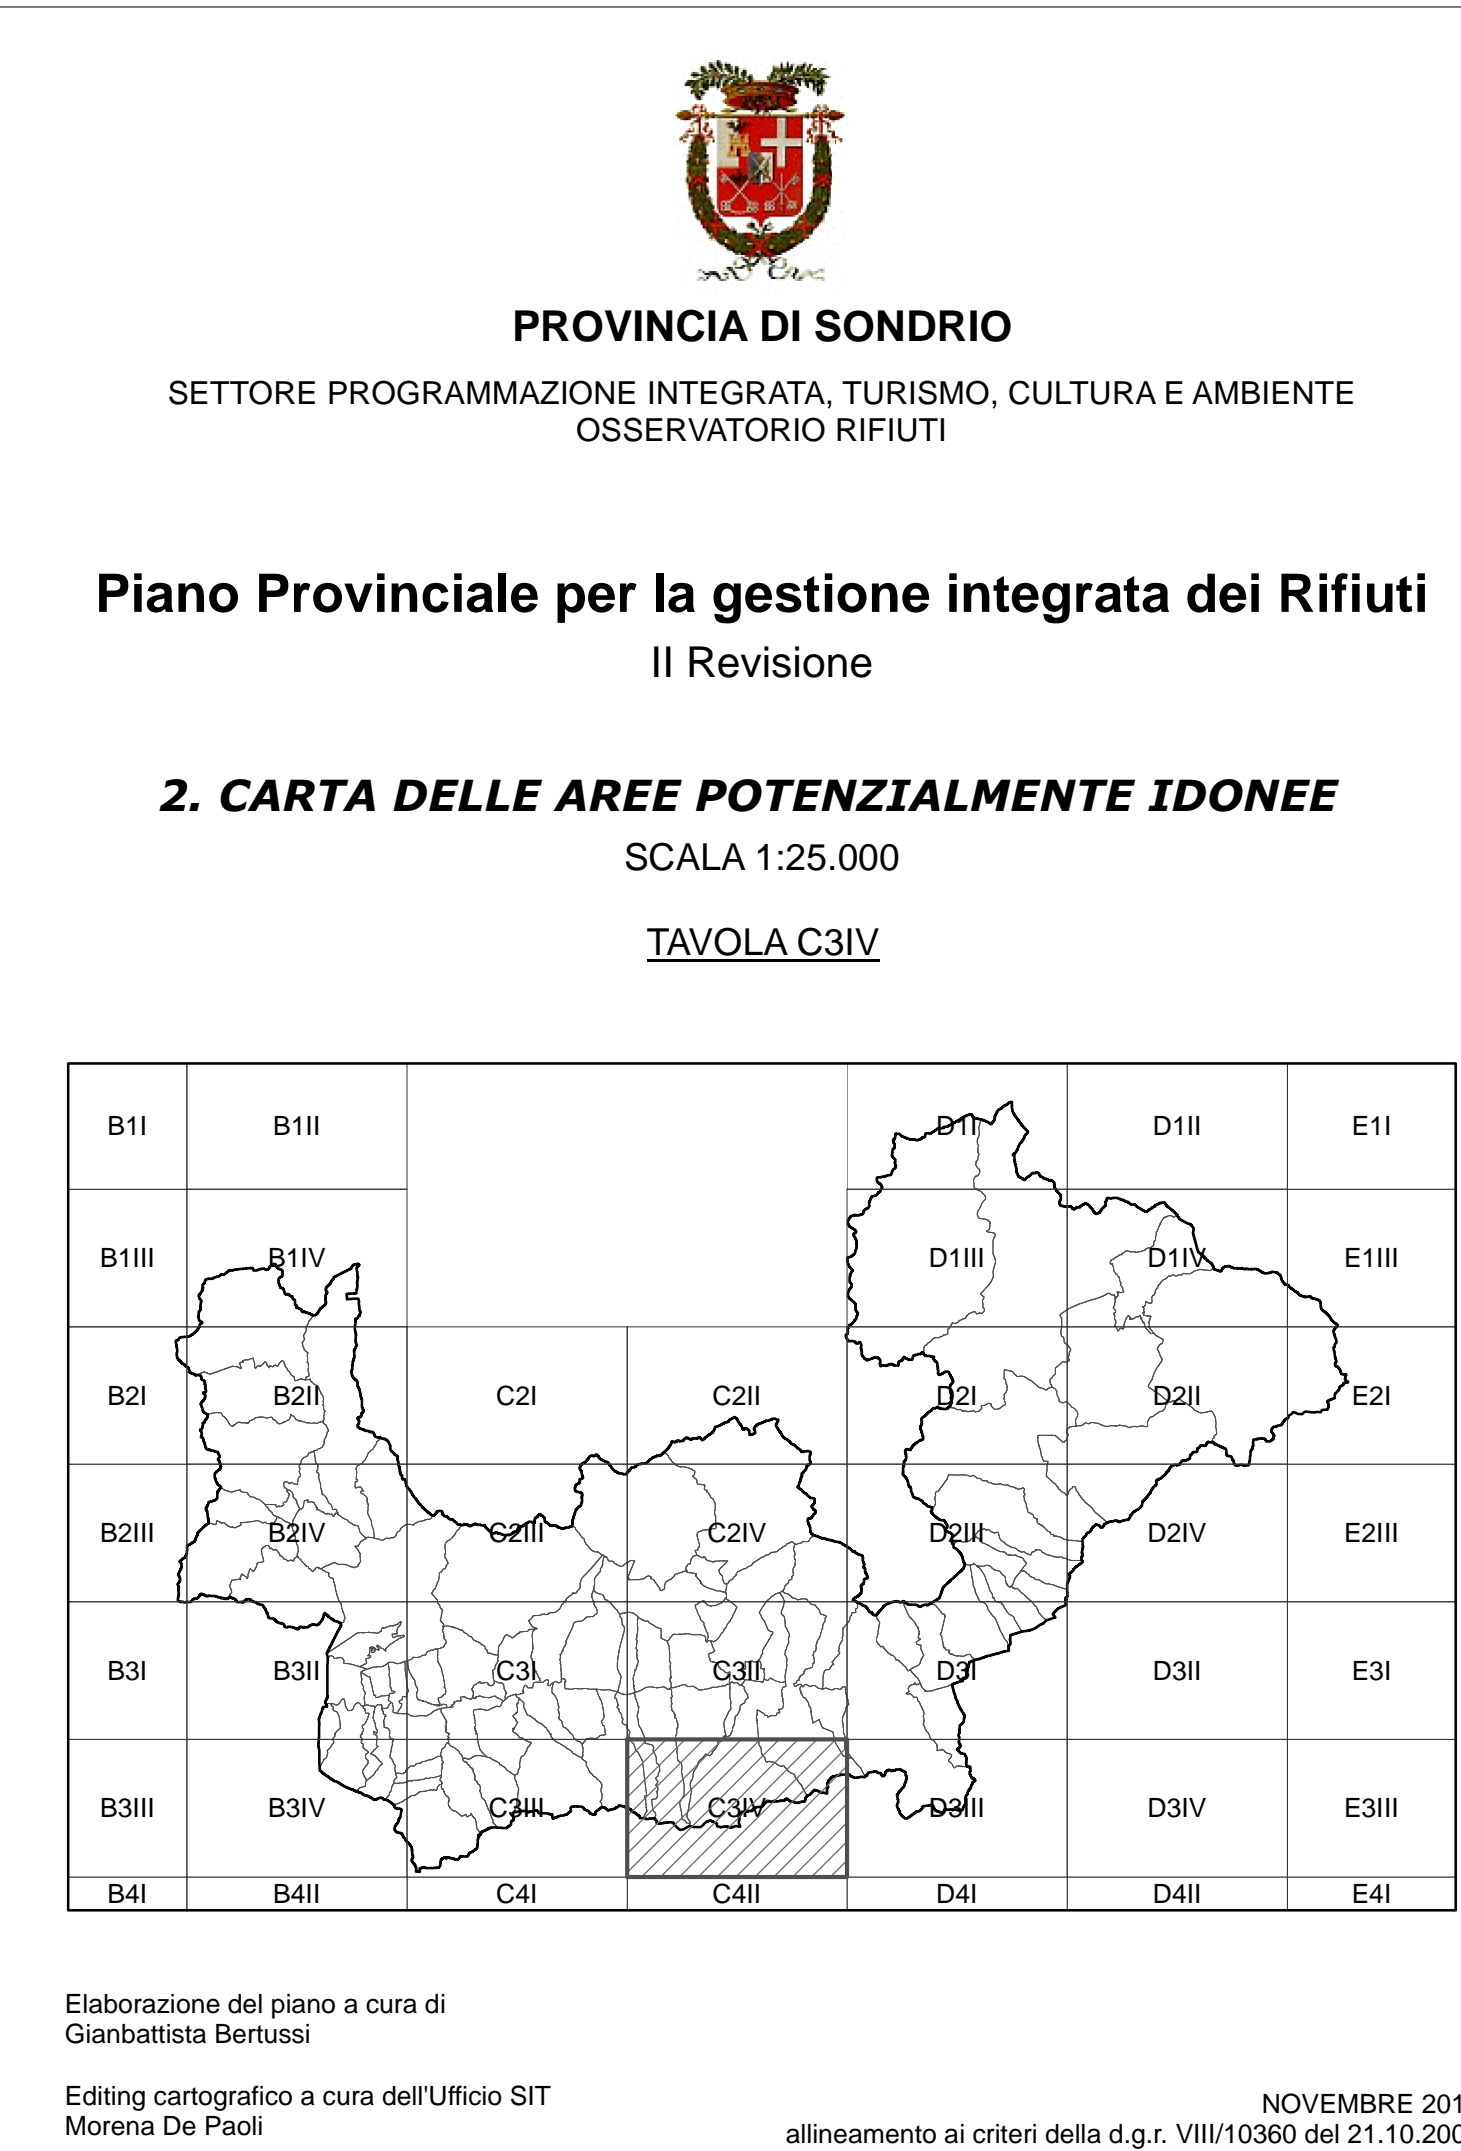 PROVINCIA DI SONDRIO
SETTORE PROGRAMMAZIONE INTEGRATA, TURISMO, CULTURA E AMBIENTE
OSSERVATORIO RIFIUTI
Piano Provinciale per la gestione integrata dei Rifiuti
II Revisione
2. CARTA DELLE AREE POTENZIALMENTE IDONEE
SCALA 1:25.000
TAVOLA C3IV
B1I B1II D1I D1II E1I
B1III B1IV D1III D1IV E1III
B2I B2II C2I C2II D2I D2II E2I
B2III B2IV C2III C2IV D2III D2IV E2III
B3I B3II C3I C3II D3I D3II E3I
B3III B3IV C3III C3IV D3III D3IV E3III
B4I B4II C4I C4II D4I D4II E4I
Elaborazione del piano a cura di
Gianbattista Bertussi
Editing cartografico a cura dell'Ufficio SIT
Morena De Paoli
NOVEMBRE 201
allineamento ai criteri della d.g.r. VIII/10360 del 21.10.200